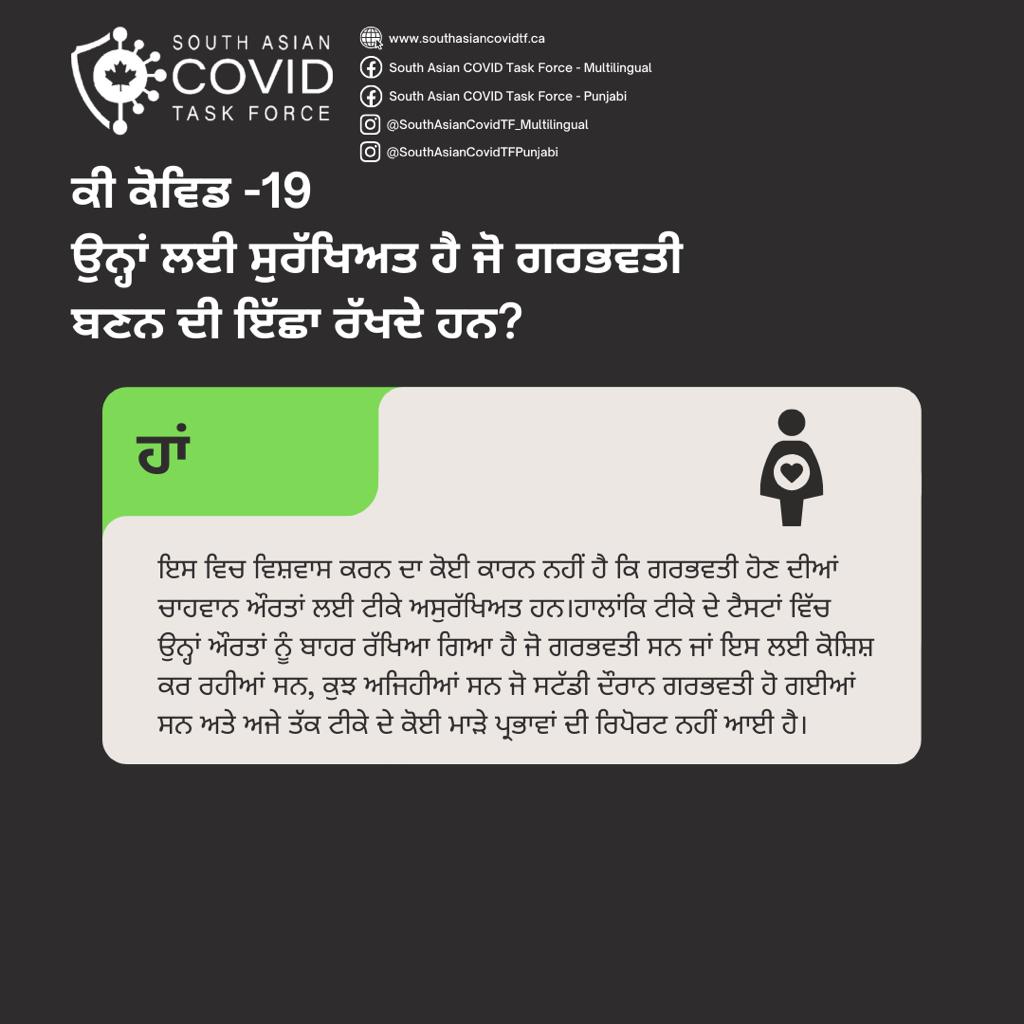 SOUTH ASIAN
COVID
TASK FORCE
www.southasiancovidtf.ca
South Asian COVID Task Force - Multilingual
South Asian COVID Task Force - Punjabi
@SouthAsianCovidTF_Multilingual
@SouthAsianCovidTFPunjabi
ਕੀ ਕੋਵਿਡ -19
ਉਨ੍ਹਾਂ ਲਈ ਸੁਰੱਖਿਅਤ ਹੈ ਜੋ ਗਰਭਵਤੀ
ਬਣਨ ਦੀ ਇੱਛਾ ਰੱਖਦੇ ਹਨ?
ਹਾਂ
ਇਸ ਵਿਚ ਵਿਸ਼ਵਾਸ ਕਰਨ ਦਾ ਕੋਈ ਕਾਰਨ ਨਹੀਂ ਹੈ ਕਿ ਗਰਭਵਤੀ ਹੋਣ ਦੀਆਂ
ਚਾਹਵਾਨ ਔਰਤਾਂ ਲਈ ਟੀਕੇ ਅਸੁਰੱਖਿਅਤ ਹਨ।ਹਾਲਾਂਕਿ ਟੀਕੇ ਦੇ ਟੈਸਟਾਂ ਵਿੱਚ
ਉਨ੍ਹਾਂ ਔਰਤਾਂ ਨੂੰ ਬਾਹਰ ਰੱਖਿਆ ਗਿਆ ਹੈ ਜੋ ਗਰਭਵਤੀ ਸਨ ਜਾਂ ਇਸ ਲਈ ਕੋਸ਼ਿਸ਼
ਕਰ ਰਹੀਆਂ ਸਨ, ਕੁਝ ਅਜਿਹੀਆਂ ਸਨ ਜੋ ਸਟੱਡੀ ਦੌਰਾਨ ਗਰਭਵਤੀ ਹੋ ਗਈਆਂ
ਸਨ ਅਤੇ ਅਜੇ ਤੱਕ ਟੀਕੇ ਦੇ ਕੋਈ ਮਾੜੇ ਪ੍ਰਭਾਵਾਂ ਦੀ ਰਿਪੋਰਟ ਨਹੀਂ ਆਈ ਹੈ।